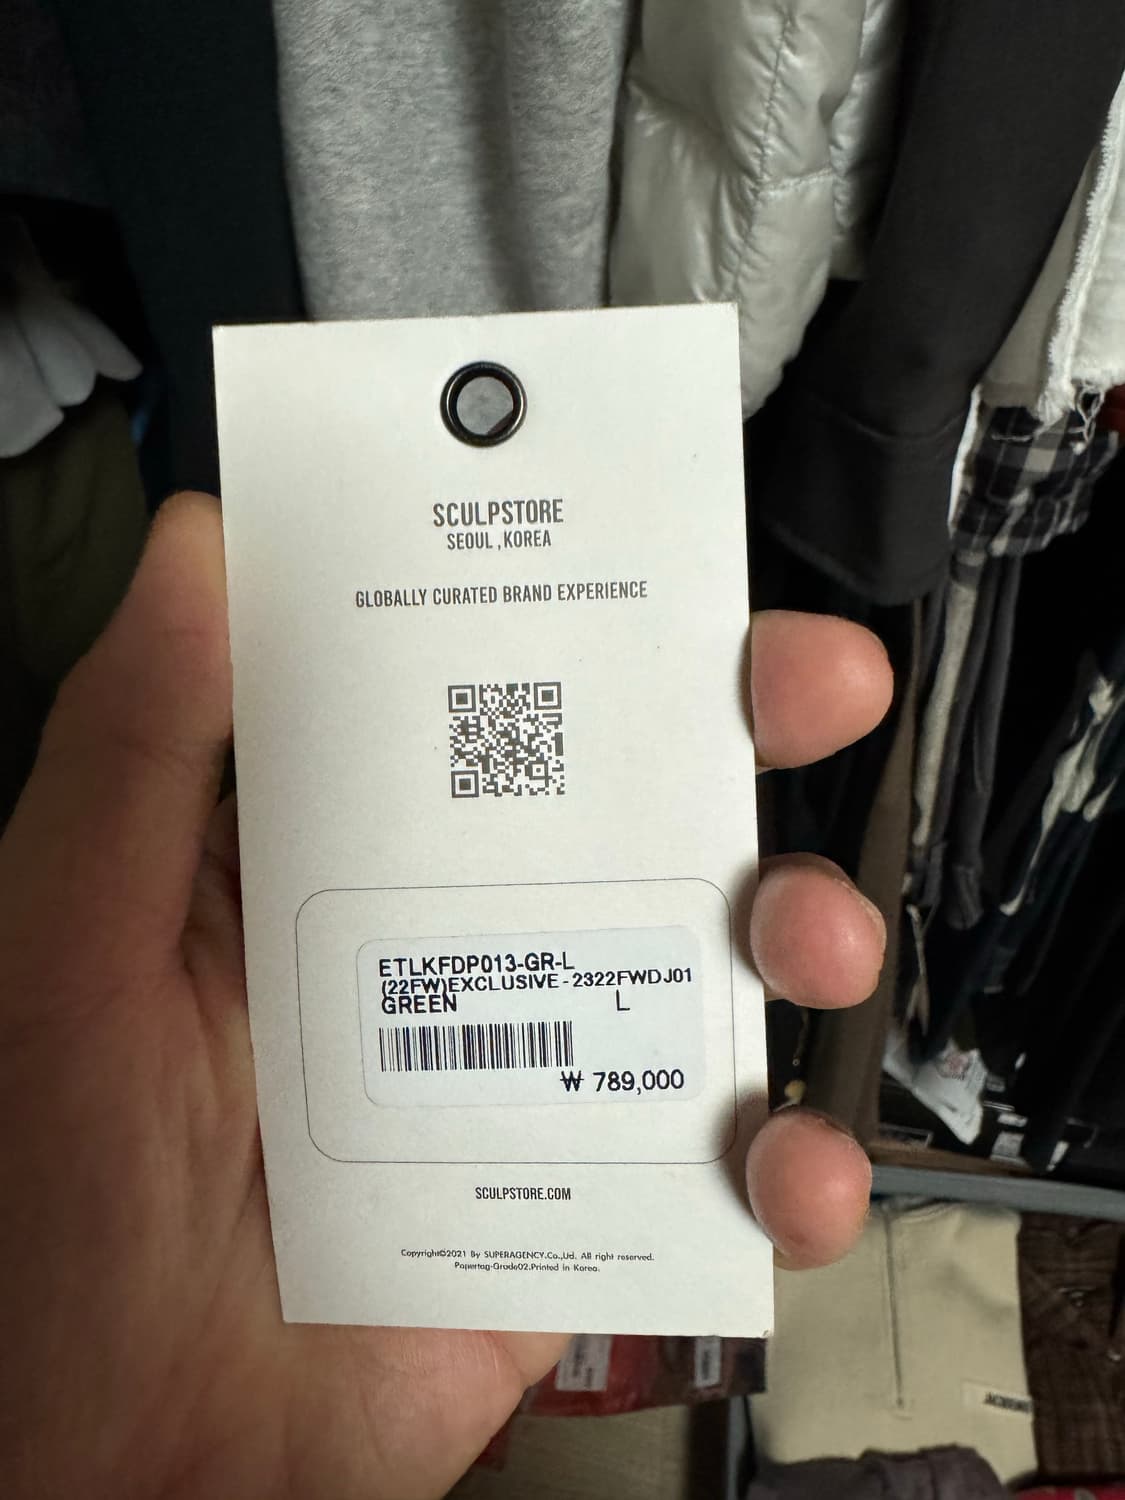 SCULPSTORE
SEOUL ,KOREA
GLOBALLY CURATED BRAND EXPERIENCE
ETLKFDP013-GR-L
(22FW)EXCLUSIVE-2322FWDJ01
GREEN L
₩ 789,000
SCULPSTORE.COM
Copyright©2021 By SUPERAGENCY.Co.,Ud. All right reserved.
Papertag-Grade02.Printed in Korea.